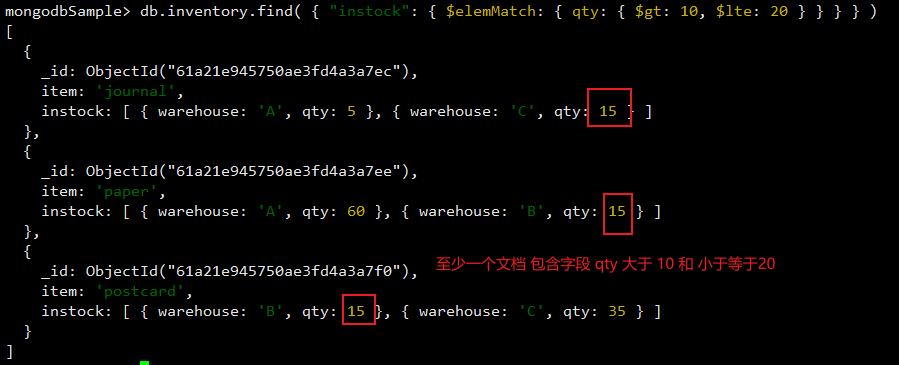 mongodbSample> db.inventory.find( { "instock": { $elemMatch: { qty: { $gt: 10, $lte: 20 } } } } )
[
  {
    _id: ObjectId("61a21e945750ae3fd4a3a7ec"),
    item: 'journal',
    instock: [ { warehouse: 'A', qty: 5 }, { warehouse: 'C', qty: 15 } ]
  },
  {
    _id: ObjectId("61a21e945750ae3fd4a3a7ee"),
    item: 'paper',
    instock: [ { warehouse: 'A', qty: 60 }, { warehouse: 'B', qty: 15 } ]
  },
  {
至少一个文档 包含字段 qty 大于 10 和 小于等于20
    _id: ObjectId("61a21e945750ae3fd4a3a7f0"),
    item: 'postcard',
    instock: [ { warehouse: 'B', qty: 15 }, { warehouse: 'C', qty: 35 } ]
  }
]